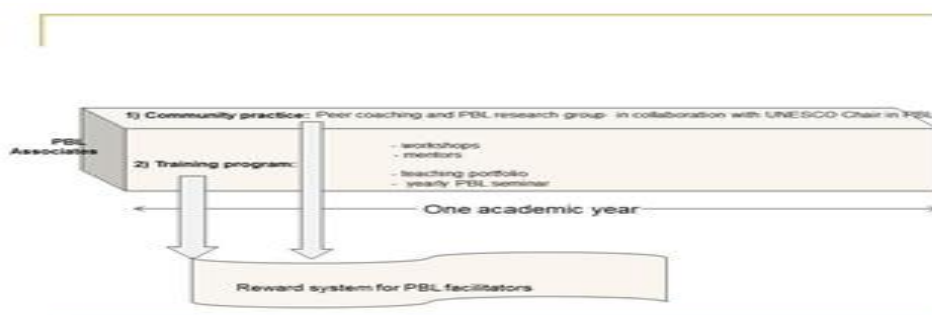 1) Community practice: Peer coaching and PBL research group in collaboration with UNESCO Chair in PBL
PBL
Associates
2) Training program:
- workshops
- mentors
- teaching portfolio
- yearly PBL seminar
One academic year
Reward system for PBL facilitators